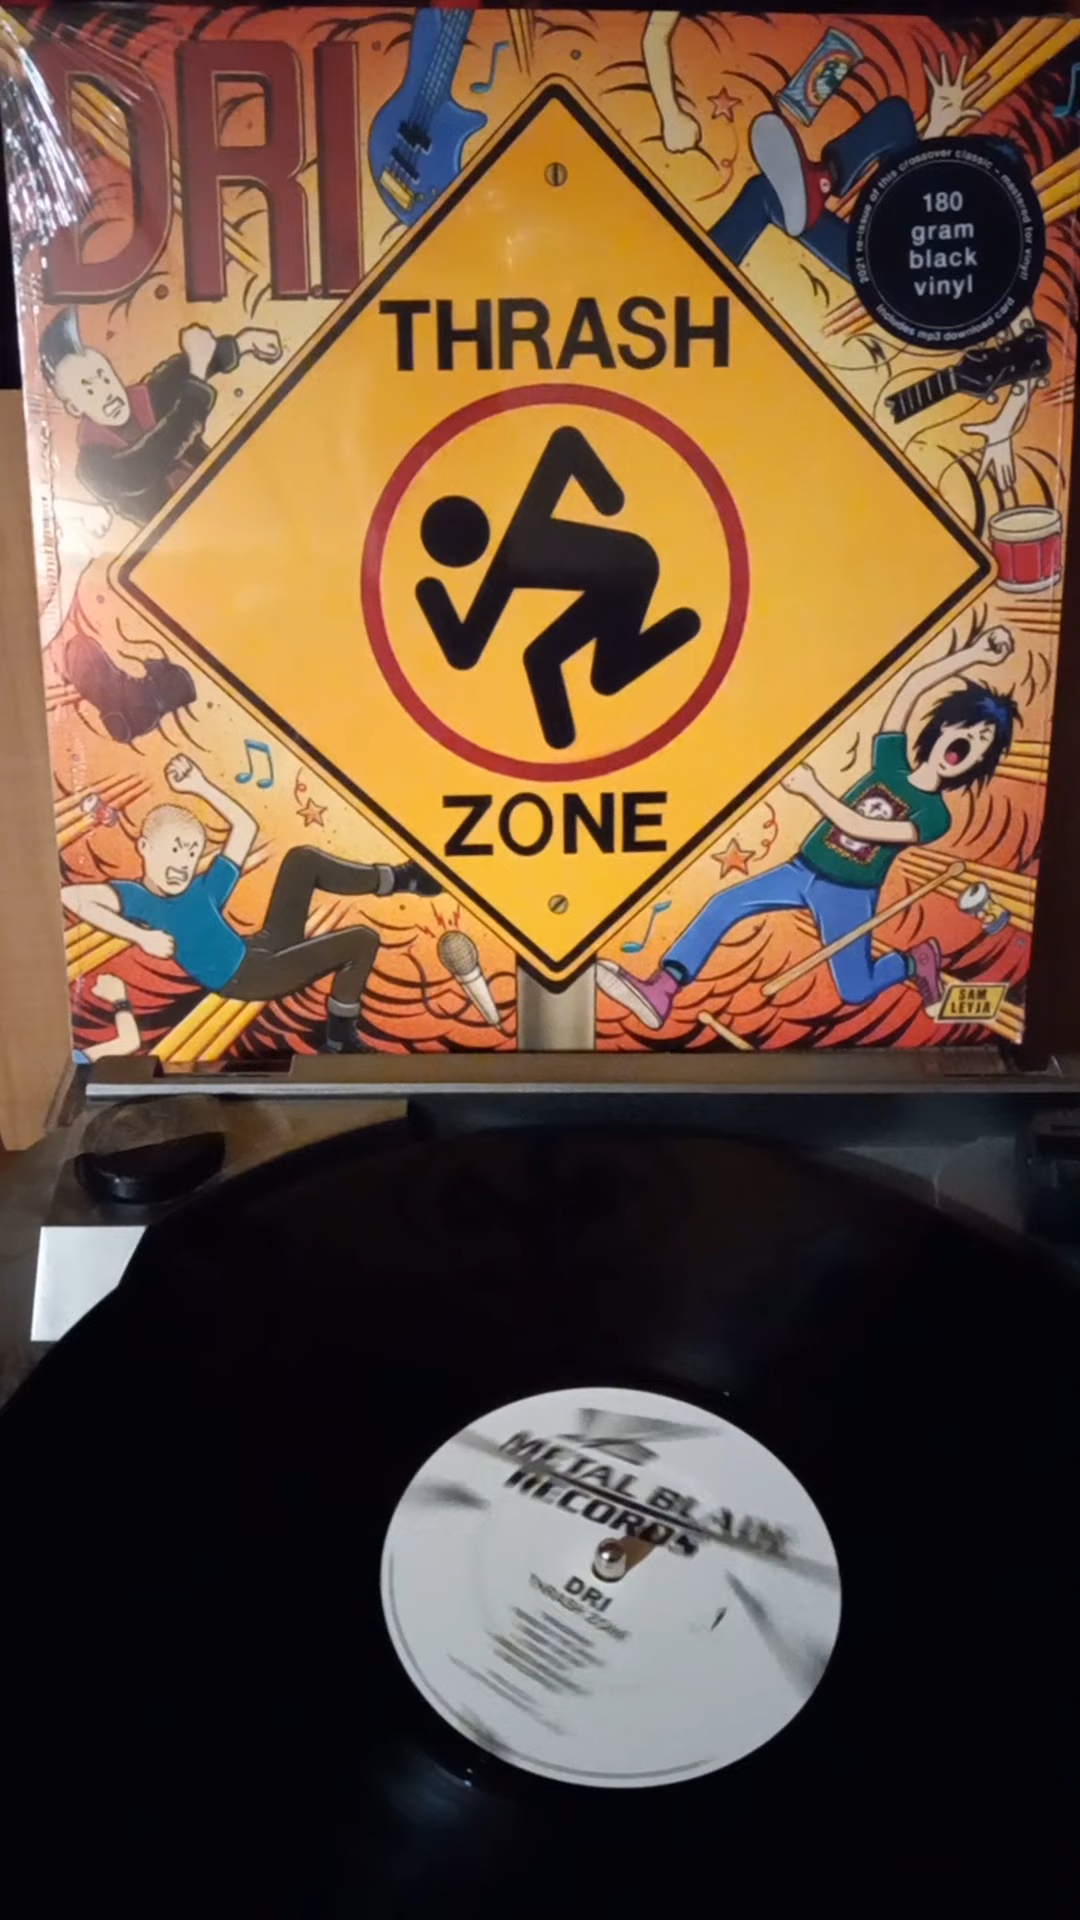 DRI
THRASH
ZONE
2021 re-issue of this crossover classic - mastered for vinyl
180
gram
black
vinyl
includes mp3 download card
SAM
LEYJA
METAL BLADE
RECORDS
DRI
THRASH ZONE